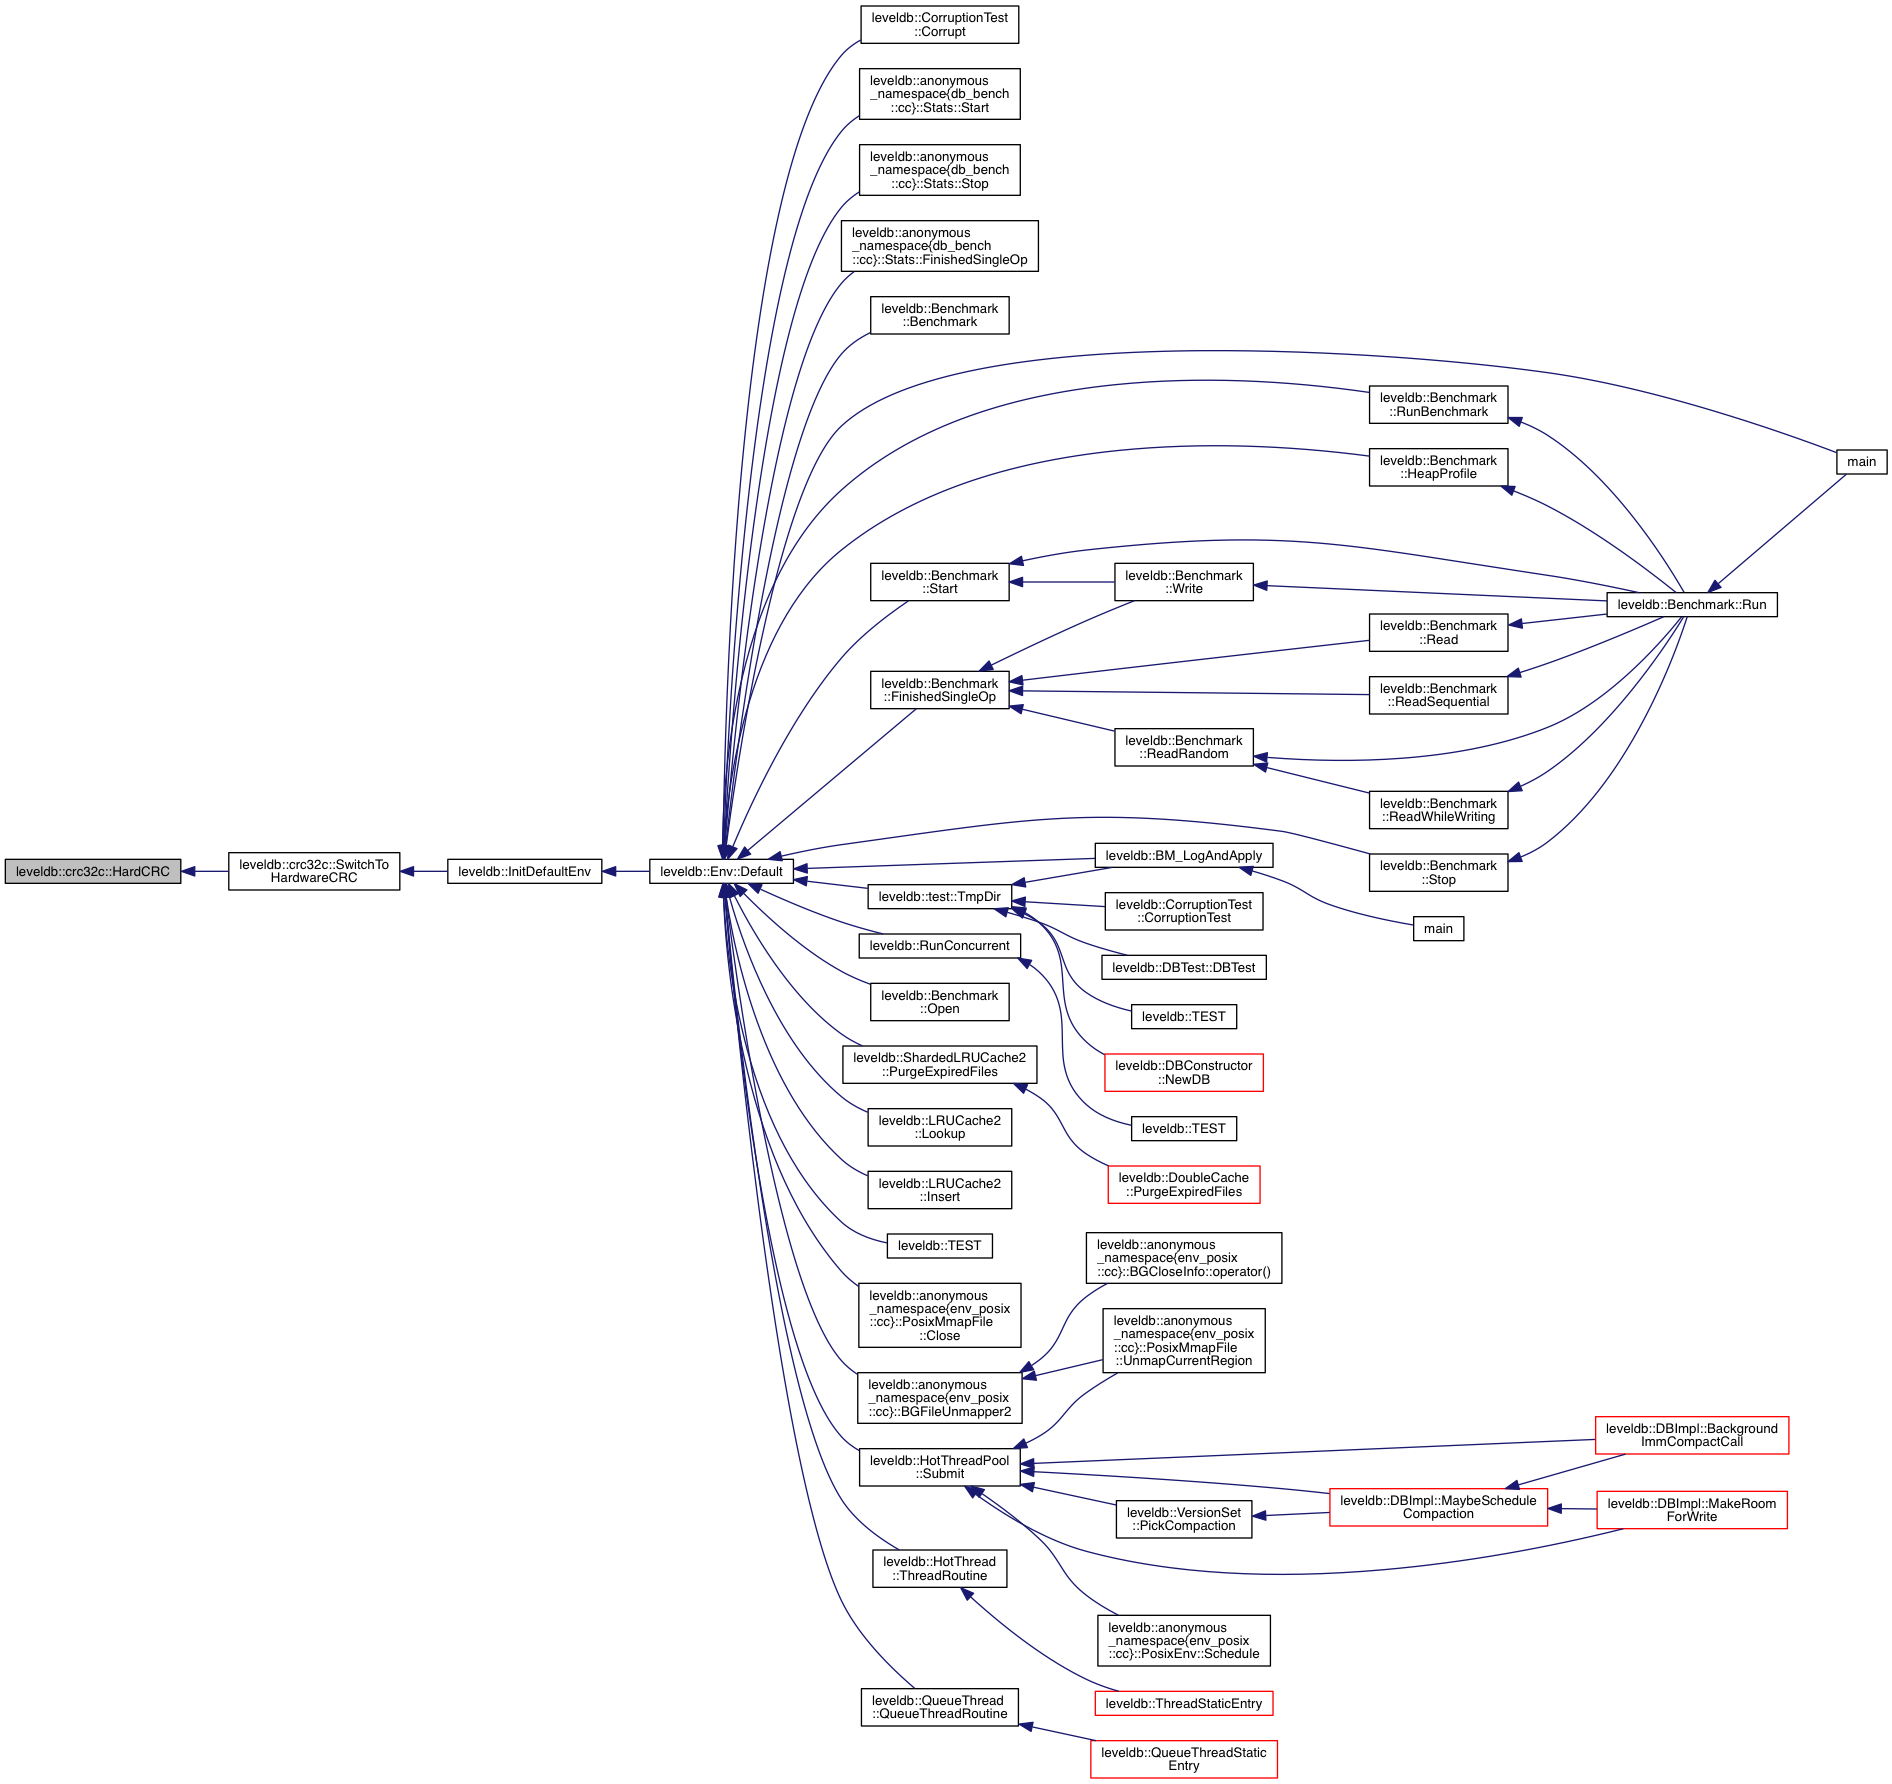 leveldb::crc32c::HardCRC
leveldb::crc32c::SwitchTo
HardwareCRC
leveldb::InitDefaultEnv
leveldb::Env::Default
leveldb::CorruptionTest
::Corrupt
leveldb::anonymous
_namespace{db_bench
::cc}::Stats::Start
leveldb::anonymous
_namespace{db_bench
::cc}::Stats::Stop
leveldb::anonymous
_namespace{db_bench
::cc}::Stats::FinishedSingleOp
leveldb::Benchmark
::Benchmark
leveldb::Benchmark
::Start
leveldb::Benchmark
::FinishedSingleOp
leveldb::test::TmpDir
leveldb::RunConcurrent
leveldb::Benchmark
::Open
leveldb::ShardedLRUCache2
::PurgeExpiredFiles
leveldb::LRUCache2
::Lookup
leveldb::LRUCache2
::Insert
leveldb::TEST
leveldb::anonymous
_namespace{env_posix
::cc}::PosixMmapFile
::Close
leveldb::anonymous
_namespace{env_posix
::cc}::BGFileUnmapper2
leveldb::HotThreadPool
::Submit
leveldb::HotThread
::ThreadRoutine
leveldb::QueueThread
::QueueThreadRoutine
leveldb::Benchmark
::Write
leveldb::Benchmark
::ReadRandom
leveldb::BM_LogAndApply
leveldb::CorruptionTest
::CorruptionTest
leveldb::DBTest::DBTest
leveldb::TEST
leveldb::DBConstructor
::NewDB
leveldb::TEST
leveldb::DoubleCache
::PurgeExpiredFiles
leveldb::anonymous
_namespace{env_posix
::cc}::BGCloseInfo::operator()
leveldb::anonymous
_namespace{env_posix
::cc}::PosixMmapFile
::UnmapCurrentRegion
leveldb::VersionSet
::PickCompaction
leveldb::anonymous
_namespace{env_posix
::cc}::PosixEnv::Schedule
leveldb::ThreadStaticEntry
leveldb::QueueThreadStatic
Entry
leveldb::Benchmark
::RunBenchmark
leveldb::Benchmark
::HeapProfile
leveldb::Benchmark
::Read
leveldb::Benchmark
::ReadSequential
leveldb::Benchmark
::ReadWhileWriting
leveldb::Benchmark
::Stop
main
leveldb::DBImpl::MaybeSchedule
Compaction
leveldb::Benchmark::Run
leveldb::DBImpl::Background
ImmCompactCall
leveldb::DBImpl::MakeRoom
ForWrite
main